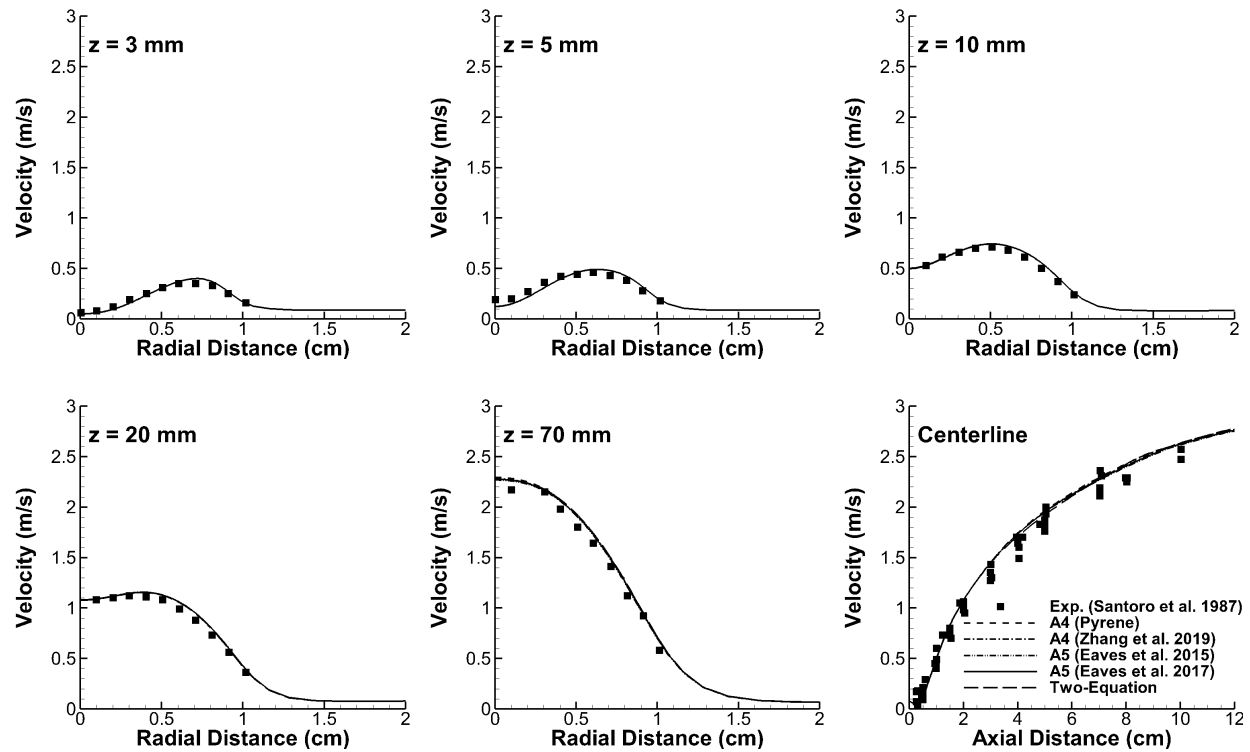 z = 3 mm
Velocity (m/s)
3
2.5
2
1.5
1
0.5
0
0 0.5 1 1.5 2
Radial Distance (cm)
z = 5 mm
Velocity (m/s)
3
2.5
2
1.5
1
0.5
0
0 0.5 1 1.5 2
Radial Distance (cm)
z = 10 mm
Velocity (m/s)
3
2.5
2
1.5
1
0.5
0
0 0.5 1 1.5 2
Radial Distance (cm)
z = 20 mm
Velocity (m/s)
3
2.5
2
1.5
1
0.5
0
0 0.5 1 1.5 2
Radial Distance (cm)
z = 70 mm
Velocity (m/s)
3
2.5
2
1.5
1
0.5
0
0 0.5 1 1.5 2
Radial Distance (cm)
Centerline
Velocity (m/s)
3
2.5
2
1.5
1
0.5
0
Exp. (Santoro et al. 1987)
A4 (Pyrene)
A4 (Zhang et al. 2019)
A5 (Eaves et al. 2015)
A5 (Eaves et al. 2017)
Two-Equation
0 2 4 6 8 10 12
Axial Distance (cm)